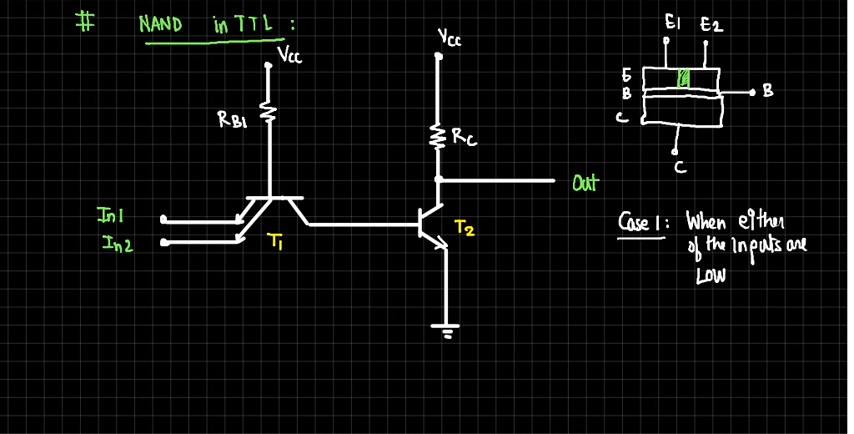 # NAND in TTL :
Vcc
Vcc
E1 E2
RB1
Rc
E
B
C
B
C
Out
In1
In2
T1
T2
Case 1: When either
of the inputs are
Low